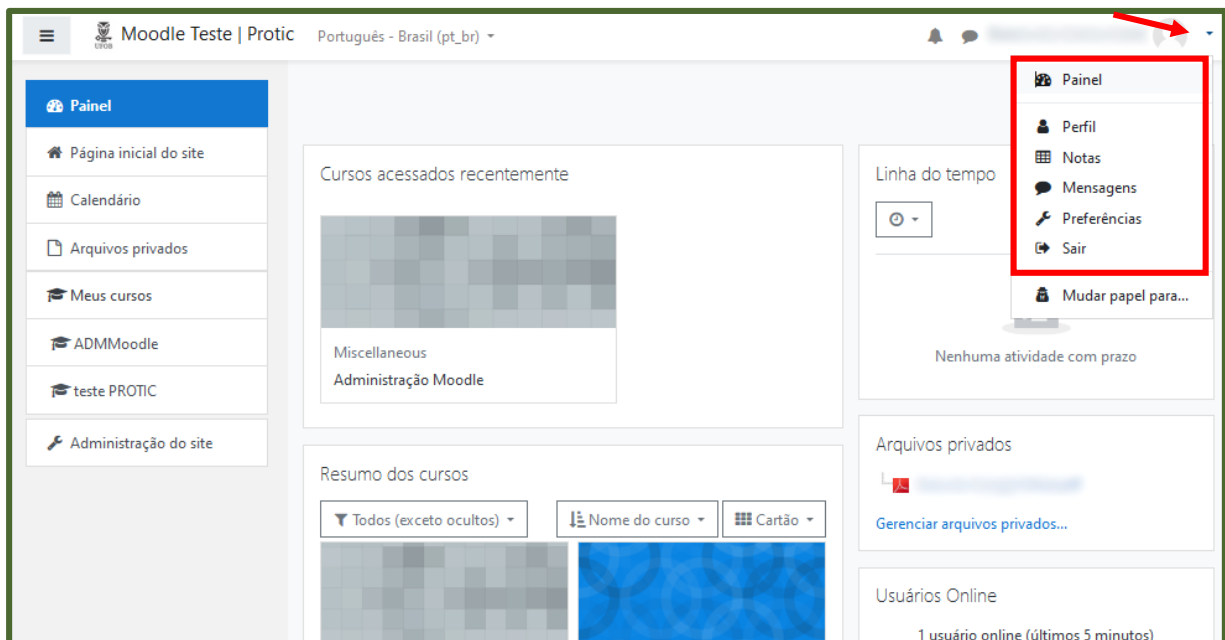 UFOB
Moodle Teste | Protic
Português - Brasil (pt_br)
Painel
Página inicial do site
Calendário
Arquivos privados
Meus cursos
ADMMoodle
teste PROTIC
Administração do site
Cursos acessados recentemente
Miscellaneous
Administração Moodle
Resumo dos cursos
Todos (exceto ocultos)
Nome do curso
Cartão
Linha do tempo
Nenhuma atividade com prazo
Painel
Perfil
Notas
Mensagens
Preferências
Sair
Mudar papel para...
Arquivos privados
Gerenciar arquivos privados...
Usuários Online
1 usuário online (últimos 5 minutos)